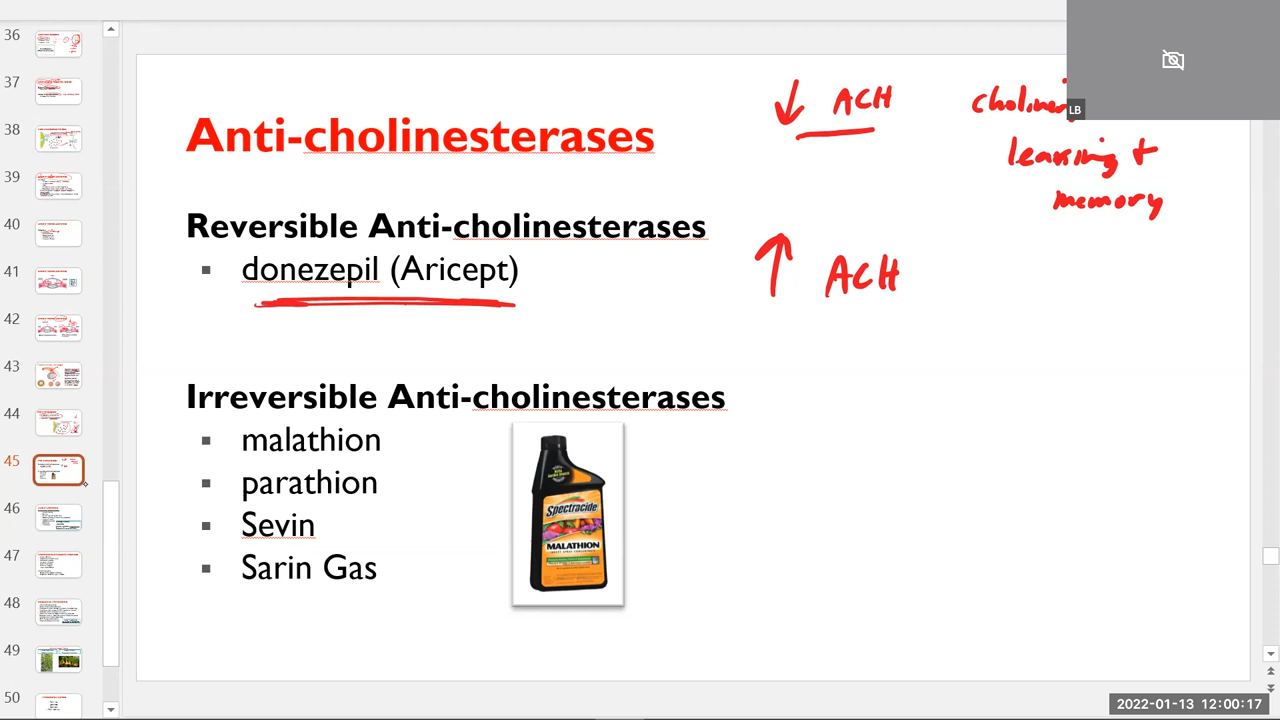 36
37
38
39
40
41
42
43
45
46
47
48
49
50
Anti-cholinesterases
Reversible Anti-cholinesterases
▪ donezepil (Aricept)
Irreversible Anti-cholinesterases
▪ malathion
▪ parathion
▪ Sevin
▪ Sarin Gas
Spectracide
MALATHION
↓ ACH
learning +
memory
↑ ACH
LB
2022-01-13 12:00:17